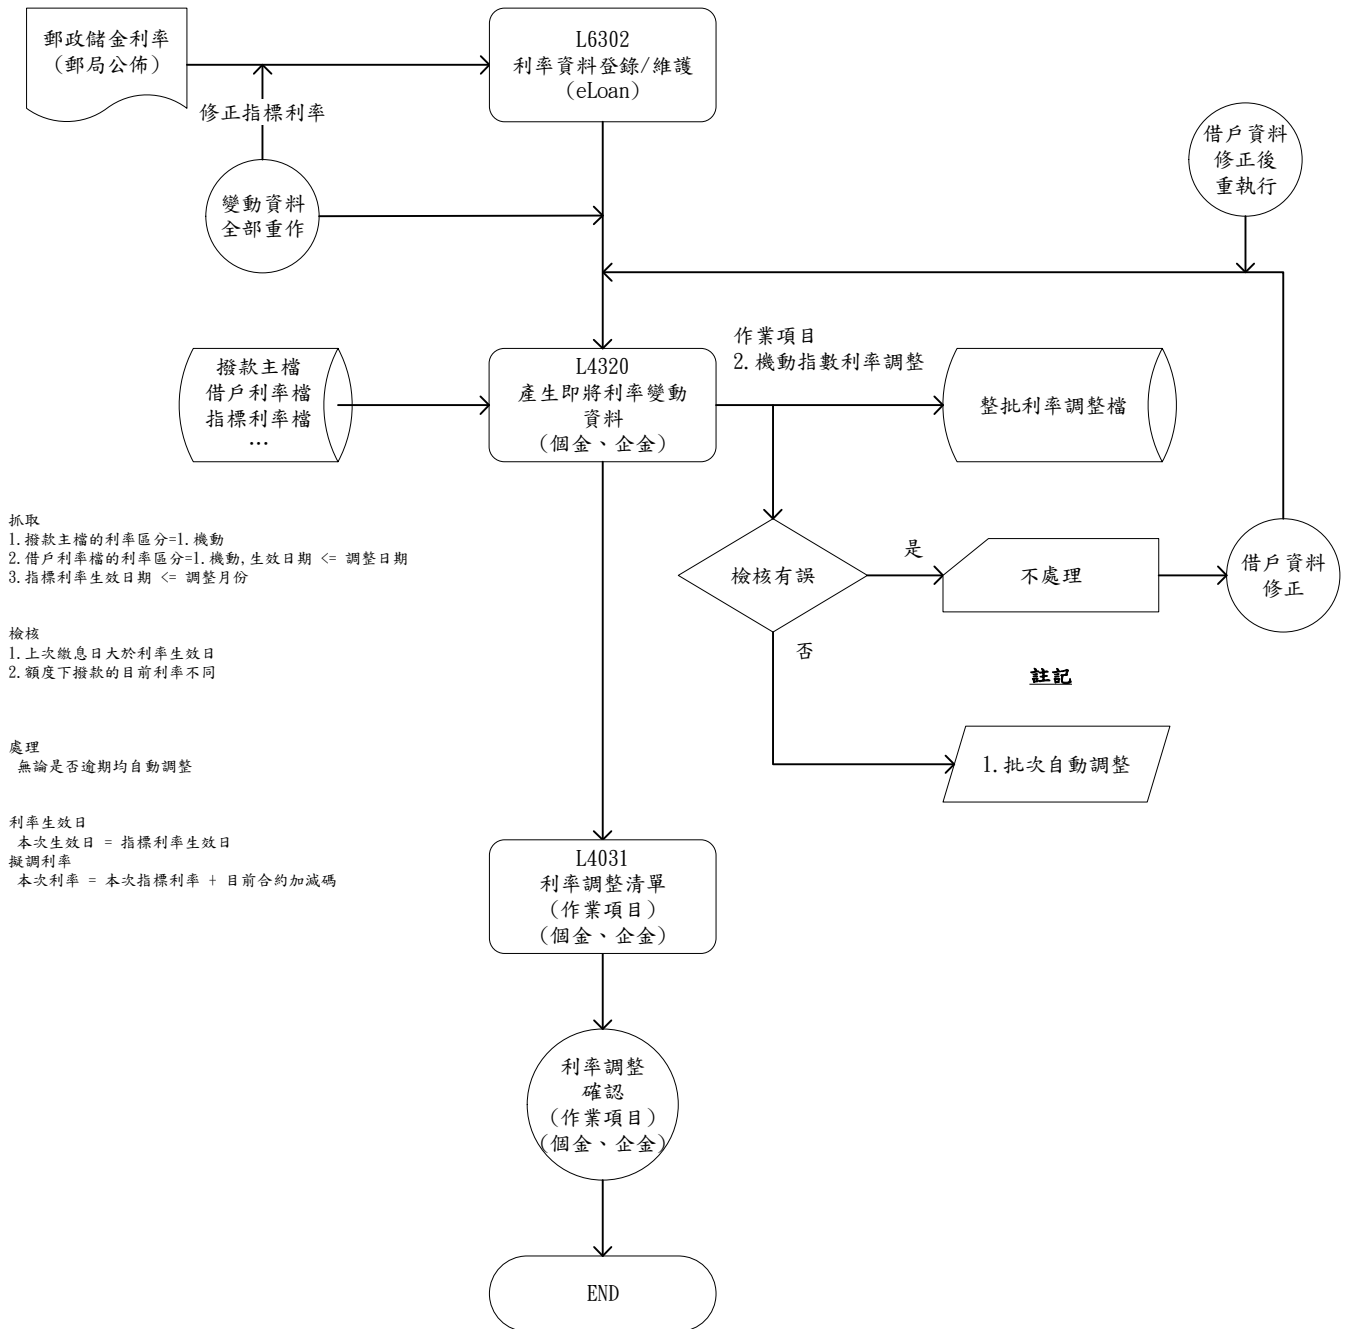 郵政儲金利率
(郵局公佈)
L6302
利率資料登錄/維護
(eLoan)
修正指標利率
借戶資料
修正後
重執行
變動資料
全部重作
作業項目
2.機動指數利率調整
撥款主檔
借戶利率檔
指標利率檔
…
L4320
產生即將利率變動
資料
(個金、企金)
整批利率調整檔
抓取
1.撥款主檔的利率區分=1.機動
2.借戶利率檔的利率區分=1.機動,生效日期 <= 調整日期
3.指標利率生效日期 <= 調整月份
檢核有誤
是
不處理
借戶資料
修正
檢核
1.上次繳息日大於利率生效日
2.額度下撥款的目前利率不同
否
註記
處理
無論是否逾期均自動調整
1.批次自動調整
利率生效日
本次生效日 = 指標利率生效日
擬調利率
本次利率 = 本次指標利率 + 目前合約加減碼
L4031
利率調整清單
(作業項目)
(個金、企金)
利率調整
確認
(作業項目)
(個金、企金)
END